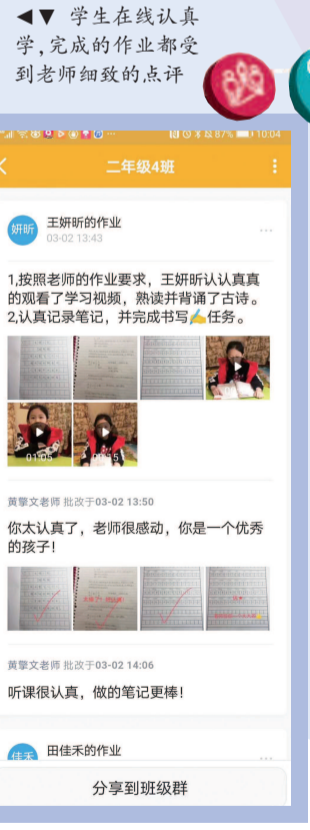 ◀▼ 学生在线认真
学,完成的作业都受
到老师细致的点评
87% 10:04
二年级4班
妍昕
王妍昕的作业
03-02 13:43
1,按照老师的作业要求，王妍昕认认真真
的观看了学习视频，熟读并背诵了古诗。
2,认真记录笔记，并完成书写✍任务。
01:05
黄擎文老师 批改于03-02 13:50
你太认真了，老师很感动，你是一个优秀
的孩子！
黄擎文老师 批改于03-02 14:06
听课很认真，做的笔记更棒！
佳禾
田佳禾的作业
分享到班级群